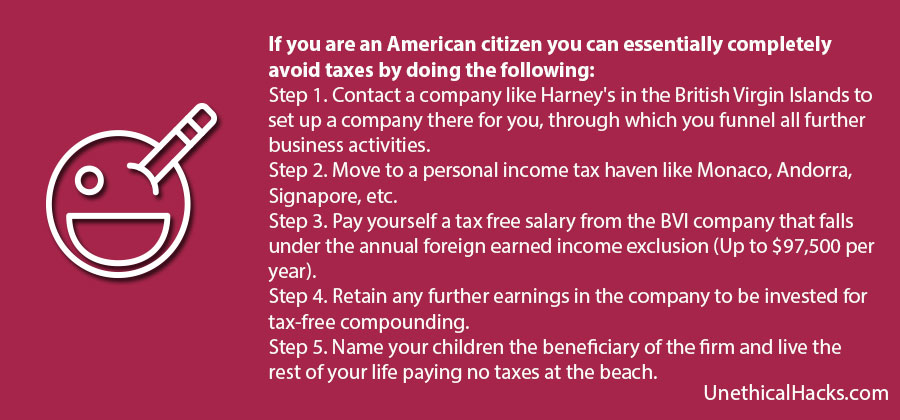 If you are an American citizen you can essentially completely
avoid taxes by doing the following:
Step 1. Contact a company like Harney's in the British Virgin Islands to
set up a company there for you, through which you funnel all further
business activities.
Step 2. Move to a personal income tax haven like Monaco, Andorra,
Signapore, etc.
Step 3. Pay yourself a tax free salary from the BVI company that falls
under the annual foreign earned income exclusion (Up to $97,500 per
year).
Step 4. Retain any further earnings in the company to be invested for
tax-free compounding.
Step 5. Name your children the beneficiary of the firm and live the
rest of your life paying no taxes at the beach.
UnethicalHacks.com